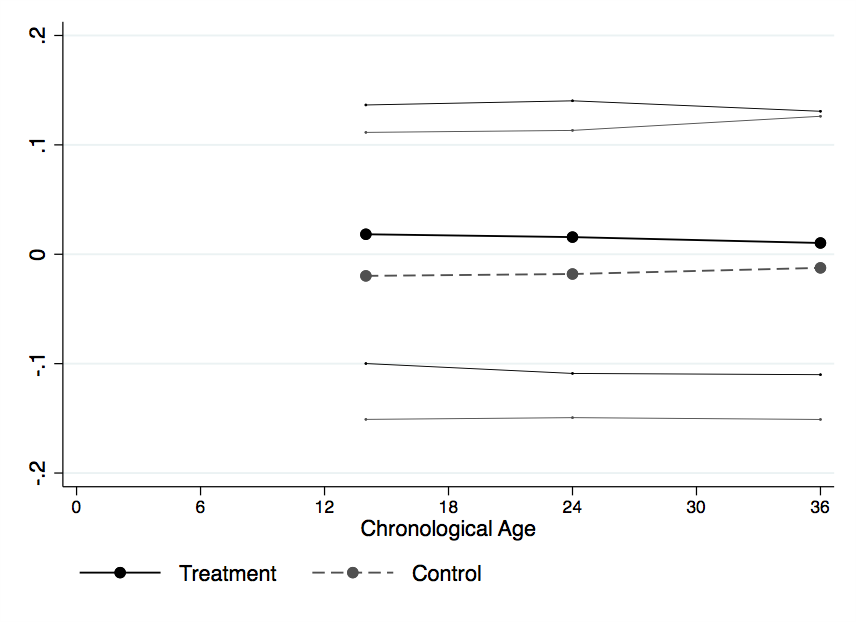 .2
.1
0
-.1
-.2
0 6 12 18 24 30 36
Chronological Age
Treatment Control